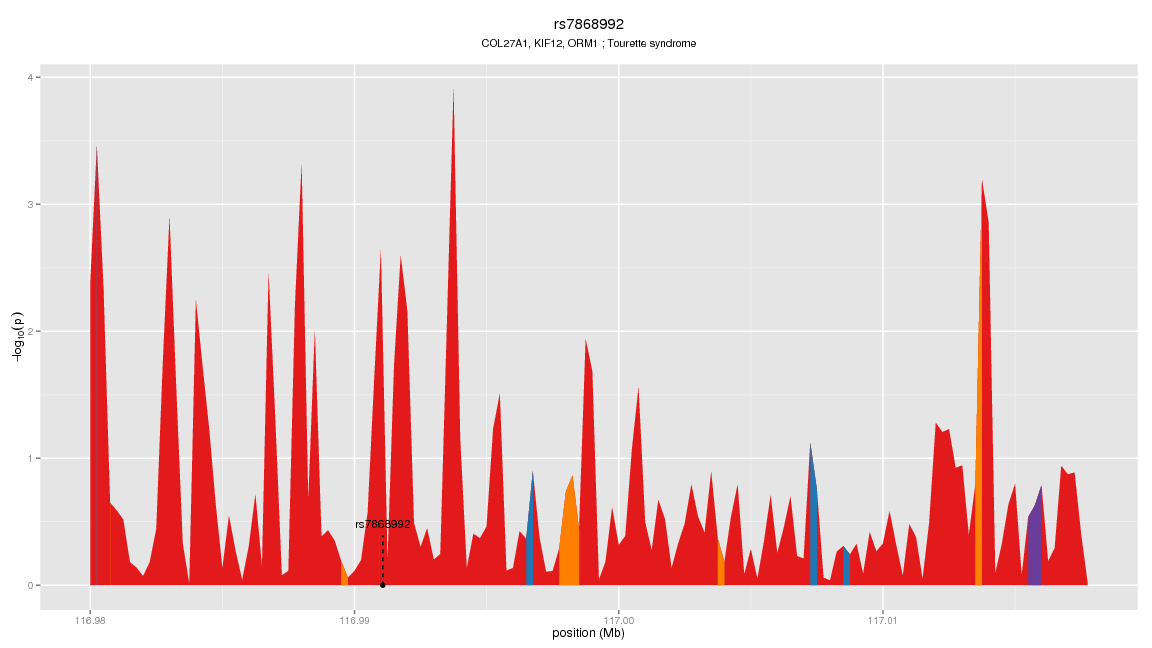 rs7868992
COL27A1, KIF12, ORM1 ; Tourette syndrome
4
3
2
1
0
−log10(p)
rs7868992
116.98 116.99 117.00 117.01
position (Mb)